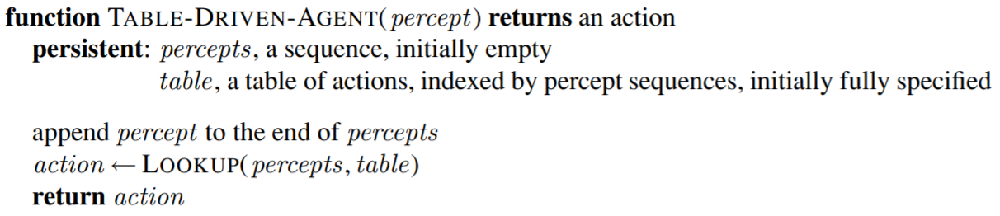 function TABLE-DRIVEN-AGENT(percept) returns an action
persistent: percepts, a sequence, initially empty
table, a table of actions, indexed by percept sequences, initially fully specified
append percept to the end of percepts
action ← LOOKUP(percepts, table)
return action